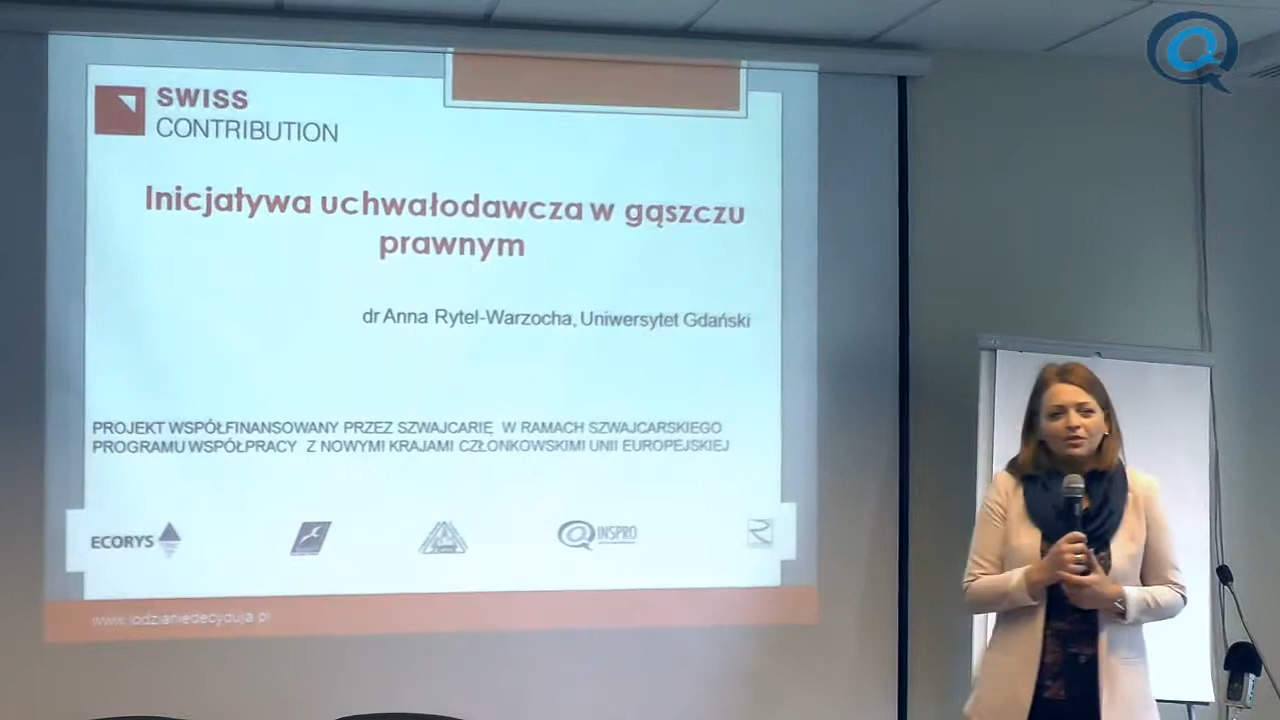 SWISS
CONTRIBUTION
Inicjatywa uchwałodawcza w gąszczu
prawnym
dr Anna Rytel-Warzocha, Uniwersytet Gdański
PROJEKT WSPÓŁFINANSOWANY PRZEZ SZWAJCARIĘ W RAMACH SZWAJCARSKIEGO
PROGRAMU WSPÓŁPRACY Z NOWYMI KRAJAMI CZŁONKOWSKIMI UNII EUROPEJSKIEJ
ECORYS
INSPRO
www.lodzianiedecyduja.pl